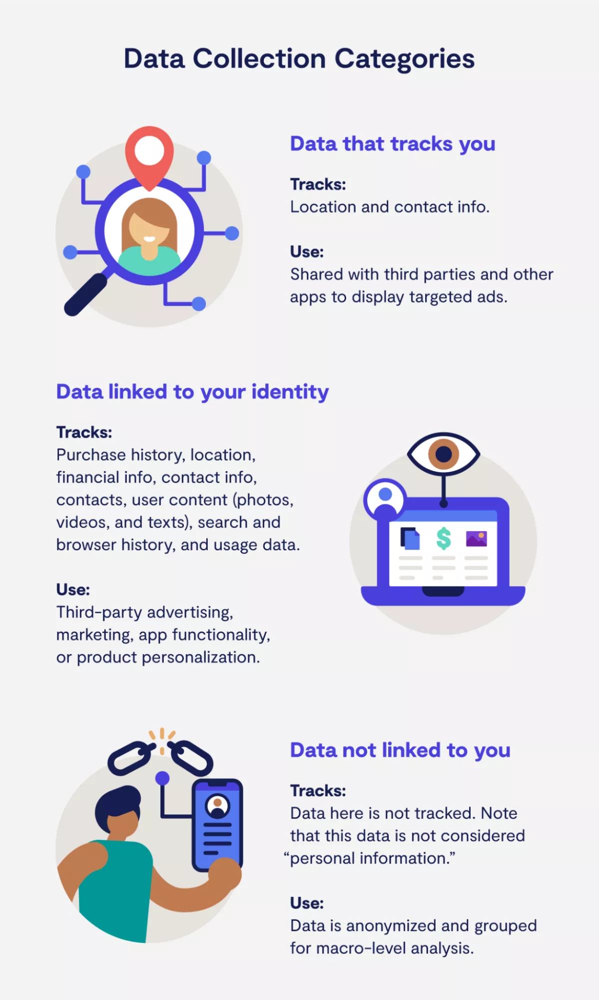 Data Collection Categories
Data that tracks you
Tracks:
Location and contact info.
Use:
Shared with third parties and other
apps to display targeted ads.
Data linked to your identity
Tracks:
Purchase history, location,
financial info, contact info,
contacts, user content (photos,
videos, and texts), search and
browser history, and usage data.
Use:
Third-party advertising,
marketing, app functionality,
or product personalization.
$
Data not linked to you
Tracks:
Data here is not tracked. Note
that this data is not considered
“personal information.”
Use:
Data is anonymized and grouped
for macro-level analysis.